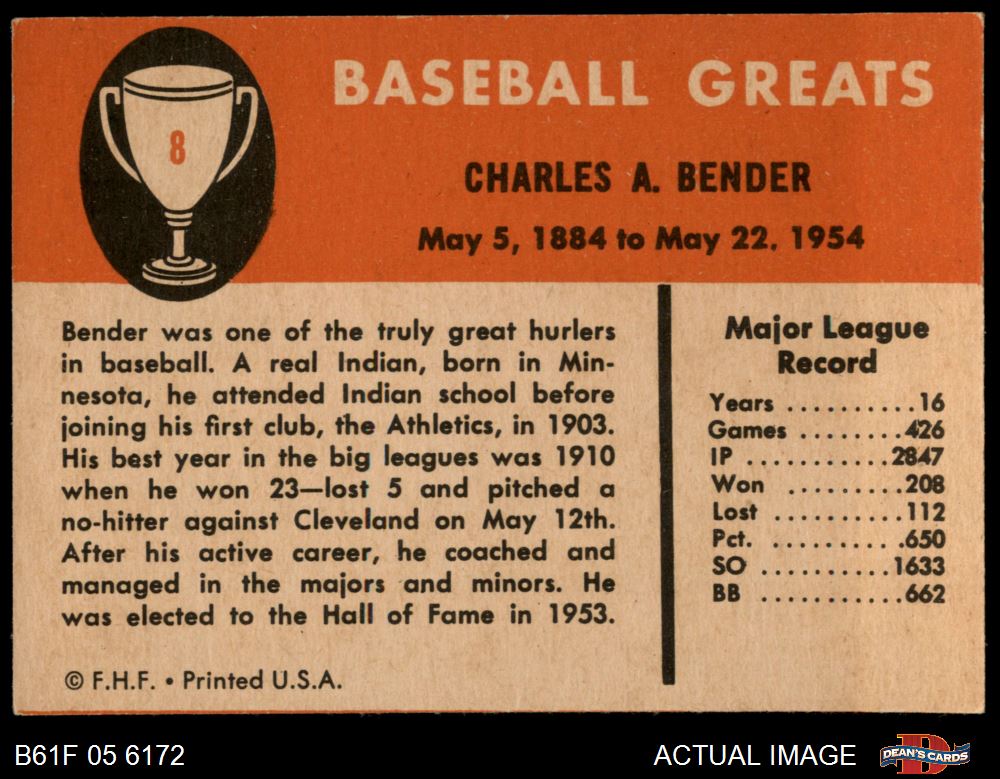 8
BASEBALL GREATS
CHARLES A. BENDER
May 5, 1884 to May 22, 1954
Bender was one of the truly great hurlers
in baseball. A real Indian, born in Min-
nesota, he attended Indian school before
joining his first club, the Athletics, in 1903.
His best year in the big leagues was 1910
when he won 23—lost 5 and pitched a
no-hitter against Cleveland on May 12th.
After his active career, he coached and
managed in the majors and minors. He
was elected to the Hall of Fame in 1953.
© F.H.F. • Printed U.S.A.
Major League
Record
Years ..........16
Games ........426
IP ...........2847
Won .........208
Lost ..........112
Pct. ..........650
SO ..........1633
BB ...........662
B61F 05 6172
ACTUAL IMAGE
DEAN'S CARDS